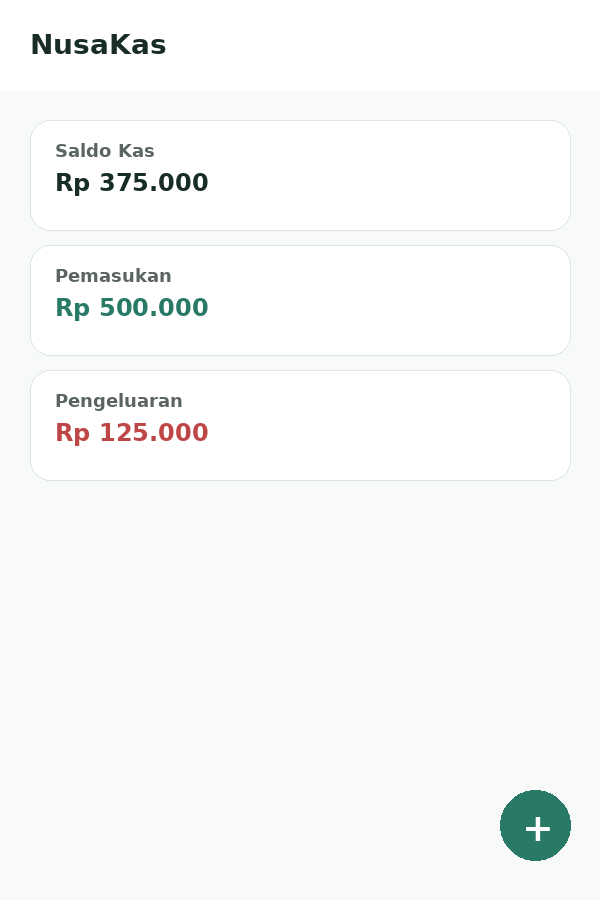 NusaKas
Saldo Kas
Rp 375.000
Pemasukan
Rp 500.000
Pengeluaran
Rp 125.000
+